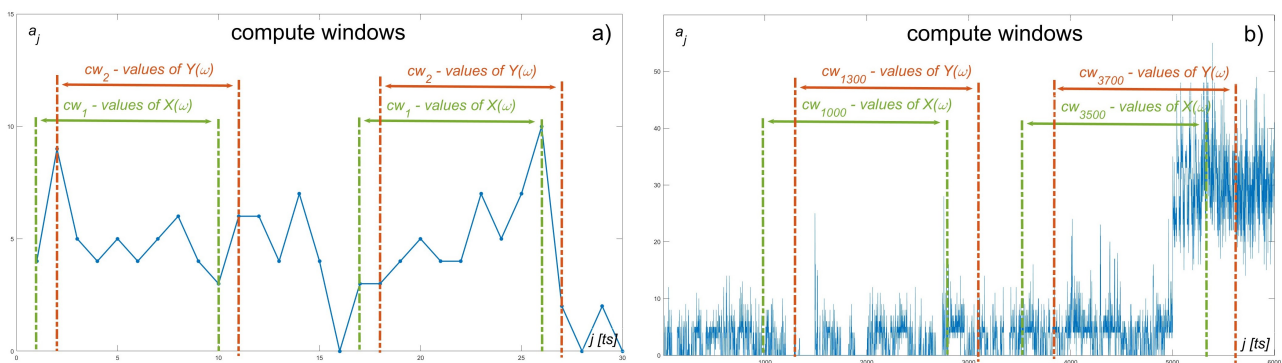 compute windows
a)
a_j
cw_2 - values of Y(ω)
cw_2 - values of Y(ω)
cw_1 - values of X(ω)
cw_1 - values of X(ω)
15
10
5
0
0 5 10 15 20 25 30
j [ts]
compute windows
b)
a_j
cw_1300 - values of Y(ω)
cw_3700 - values of Y(ω)
cw_1000 - values of X(ω)
cw_3500 - values of X(ω)
50
40
30
20
10
0
1000 2000 3000 4000 5000 6000
j [ts]